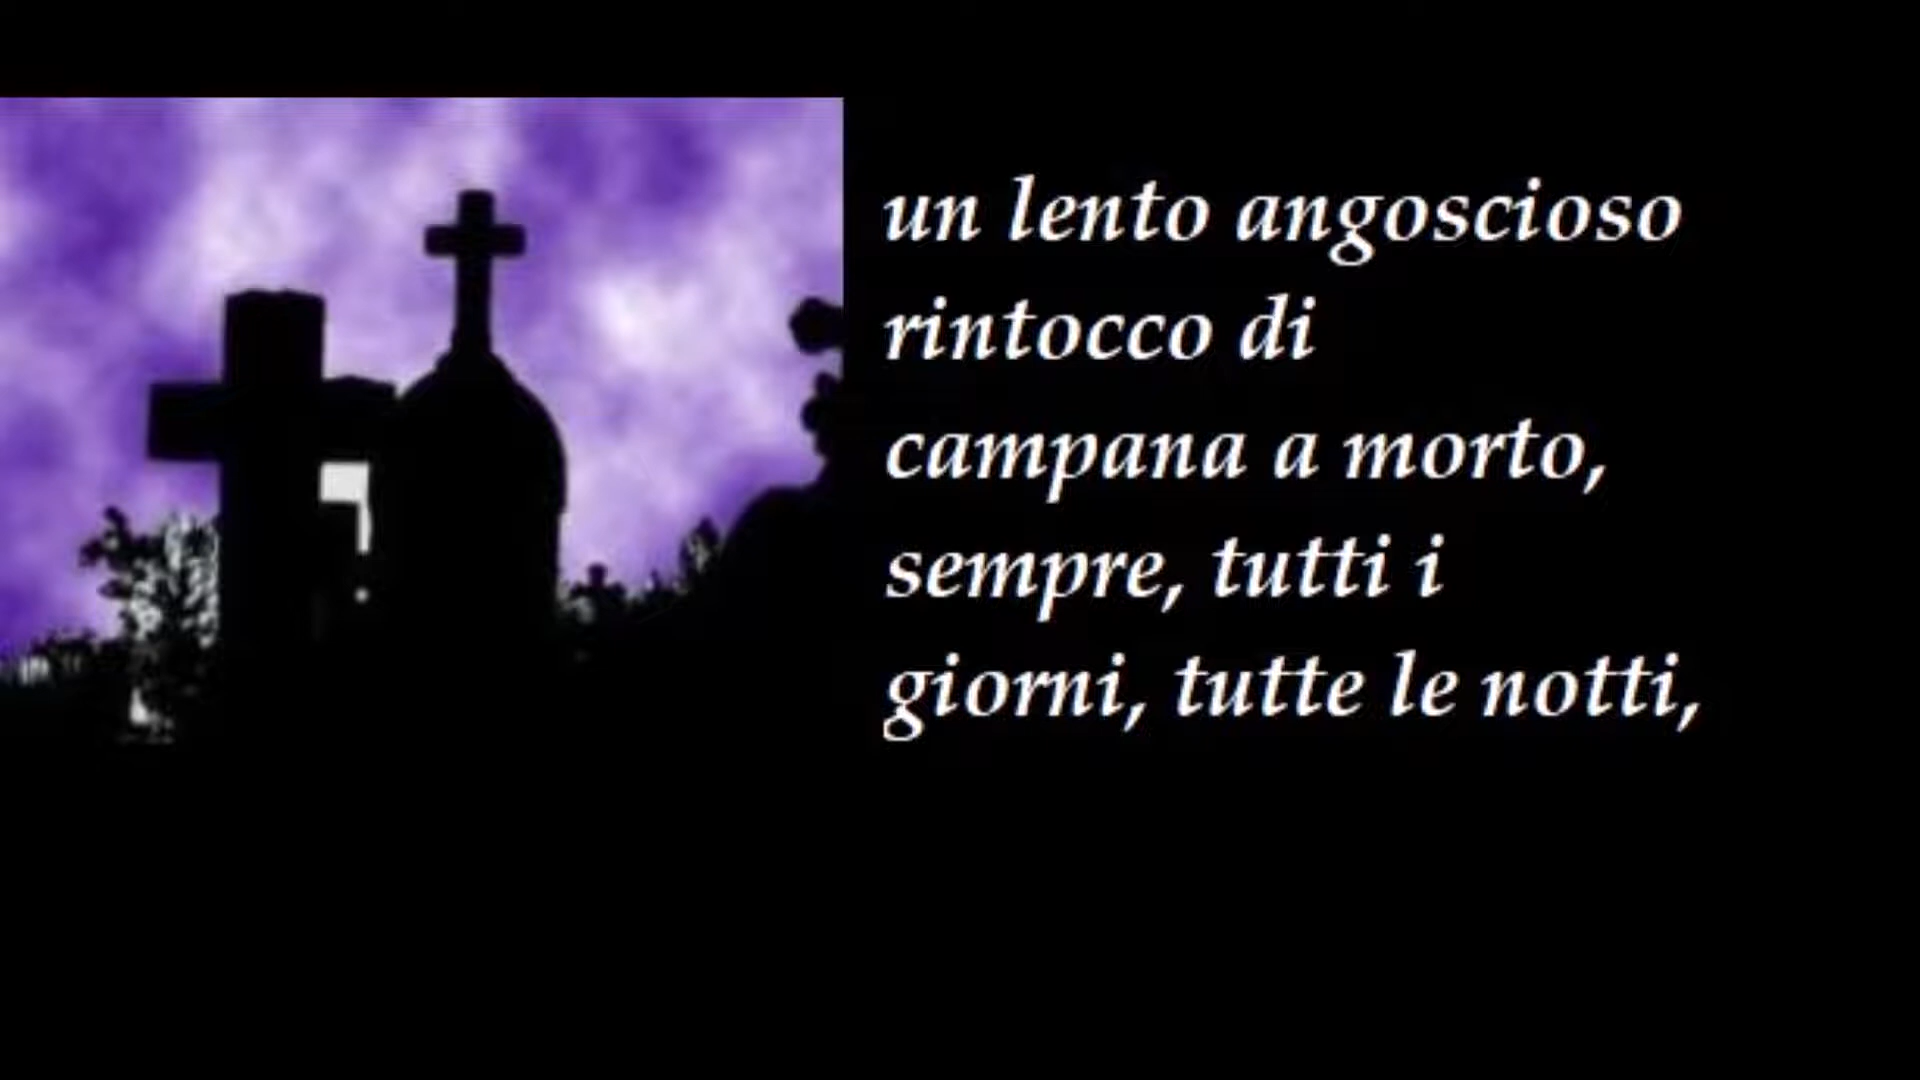 un lento angoscioso
rintocco di
campana a morto,
sempre, tutti i
giorni, tutte le notti,